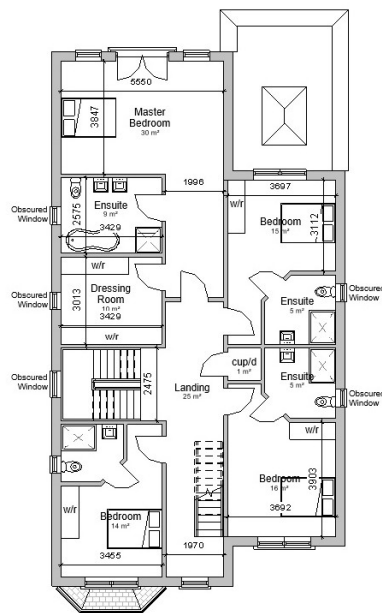 5550
3847
Master
Bedroom
30 m²
1996
3697
w/r
Bedroom
15 m²
3112
Obscured
Window
2575
Ensuite
9 m²
3429
w/r
Obscured
Window
3013
Dressing
Room
10 m²
3429
w/r
Ensuite
5 m²
Obscured
Window
Ensuite
5 m²
cup/d
1 m²
Obscured
Window
2475
Landing
25 m²
Obscured
Window
w/r
Bedroom
16 m²
3903
3692
w/r
Bedroom
14 m²
3455
1970